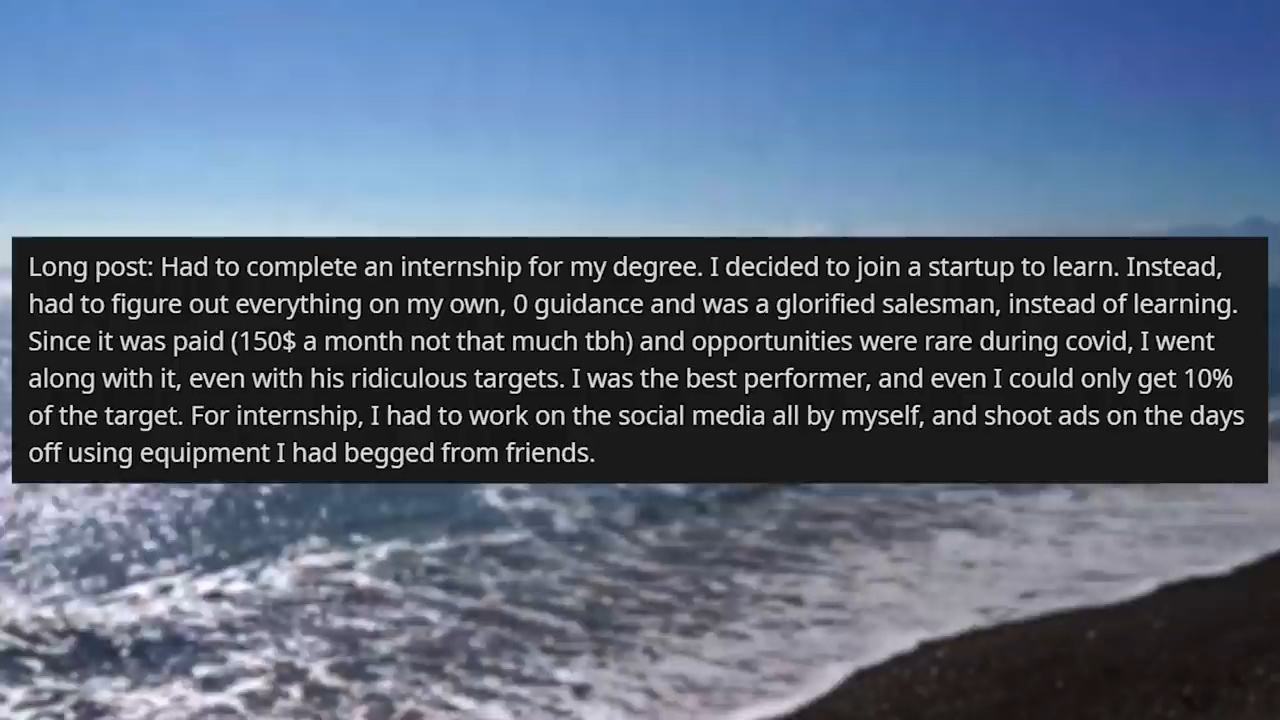 Long post: Had to complete an internship for my degree. I decided to join a startup to learn. Instead,
had to figure out everything on my own, 0 guidance and was a glorified salesman, instead of learning.
Since it was paid (150$ a month not that much tbh) and opportunities were rare during covid, I went
along with it, even with his ridiculous targets. I was the best performer, and even I could only get 10%
of the target. For internship, I had to work on the social media all by myself, and shoot ads on the days
off using equipment I had begged from friends.